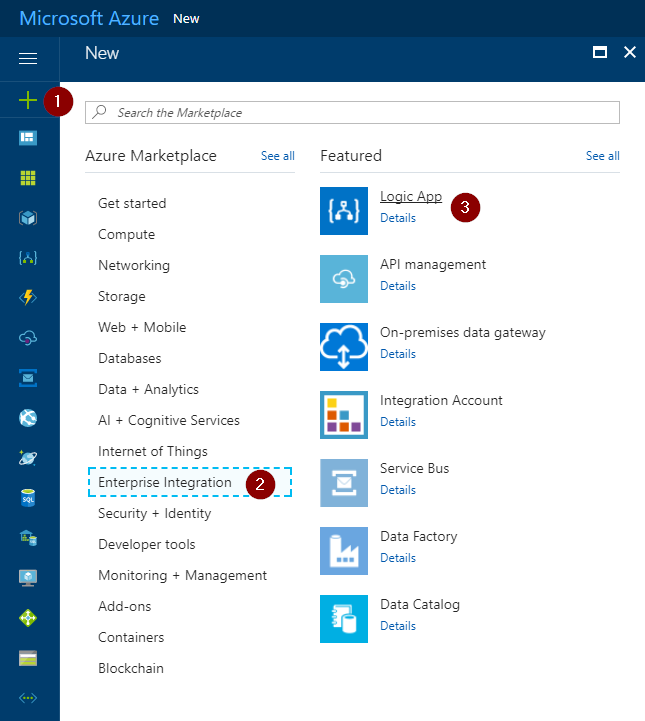 Microsoft Azure New
New
1
Search the Marketplace
Azure Marketplace See all
Get started
Compute
Networking
Storage
Web + Mobile
Databases
Data + Analytics
AI + Cognitive Services
Internet of Things
Enterprise Integration 2
Security + Identity
Developer tools
Monitoring + Management
Add-ons
Containers
Blockchain
Featured See all
Logic App
Details
3
API management
Details
On-premises data gateway
Details
Integration Account
Details
Service Bus
Details
Data Factory
Details
Data Catalog
Details
SQL